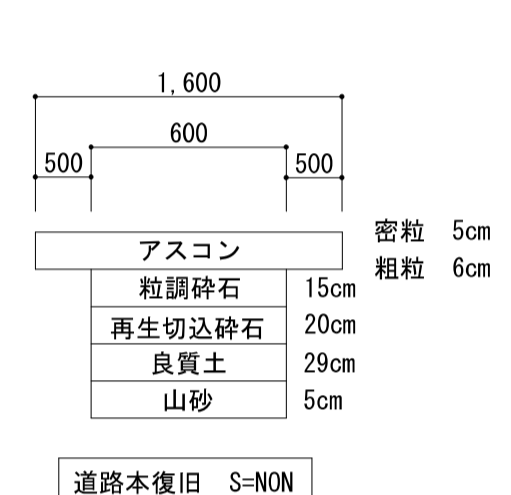 1,600
600
500 500
密粒 5cm
アスコン
粗粒 6cm
粒調砕石 15cm
再生切込砕石 20cm
良質土 29cm
山砂 5cm
道路本復旧 S=NON